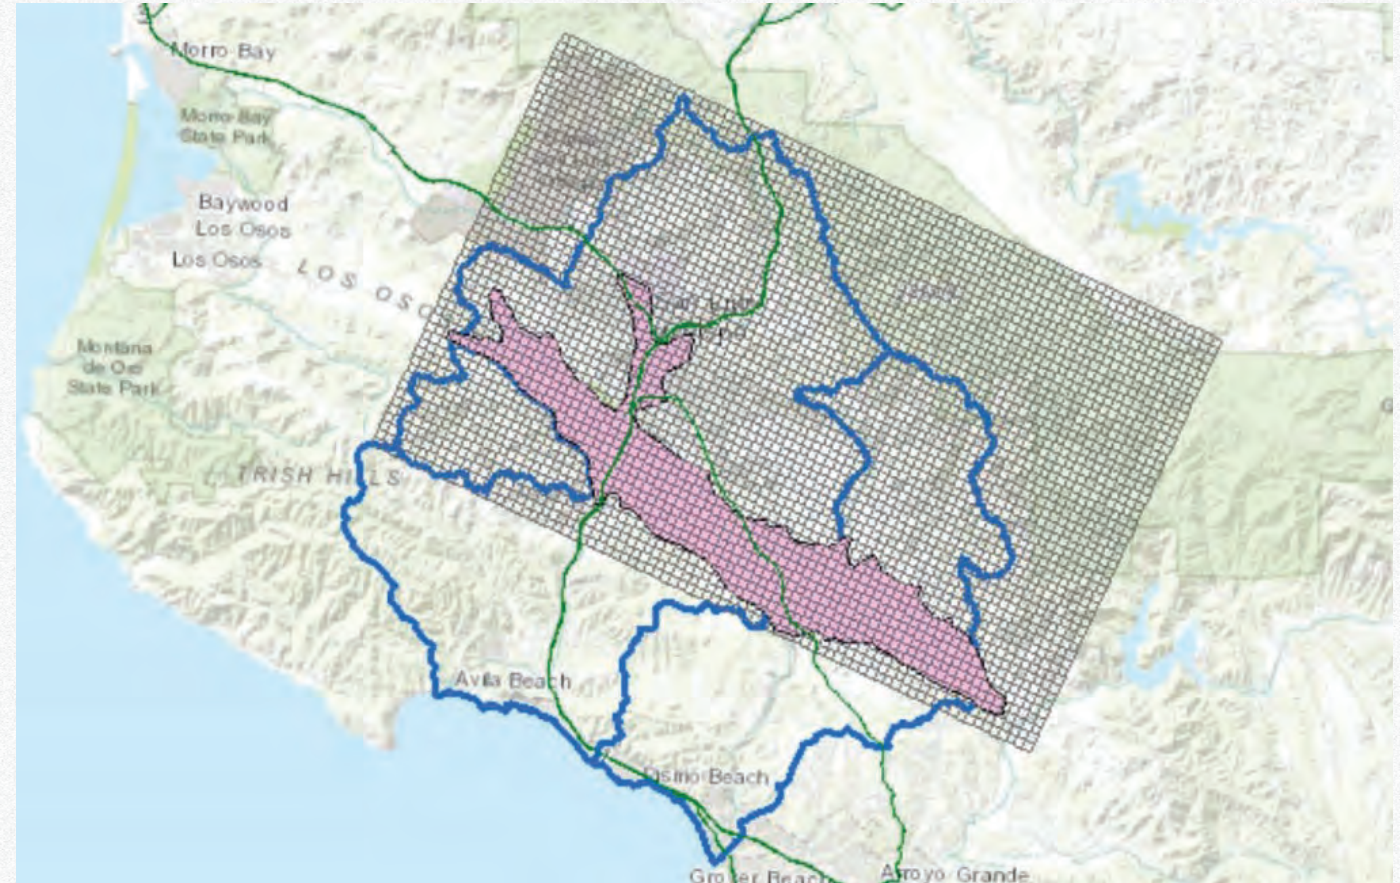 Morro Bay
Morro Bay
State Park
Baywood
Los Osos
Los Osos
LOS OSO
Montana
de Oro
State Park
IRISH HILLS
Avila Beach
Pismo Beach
Grover Beach
Arroyo Grande